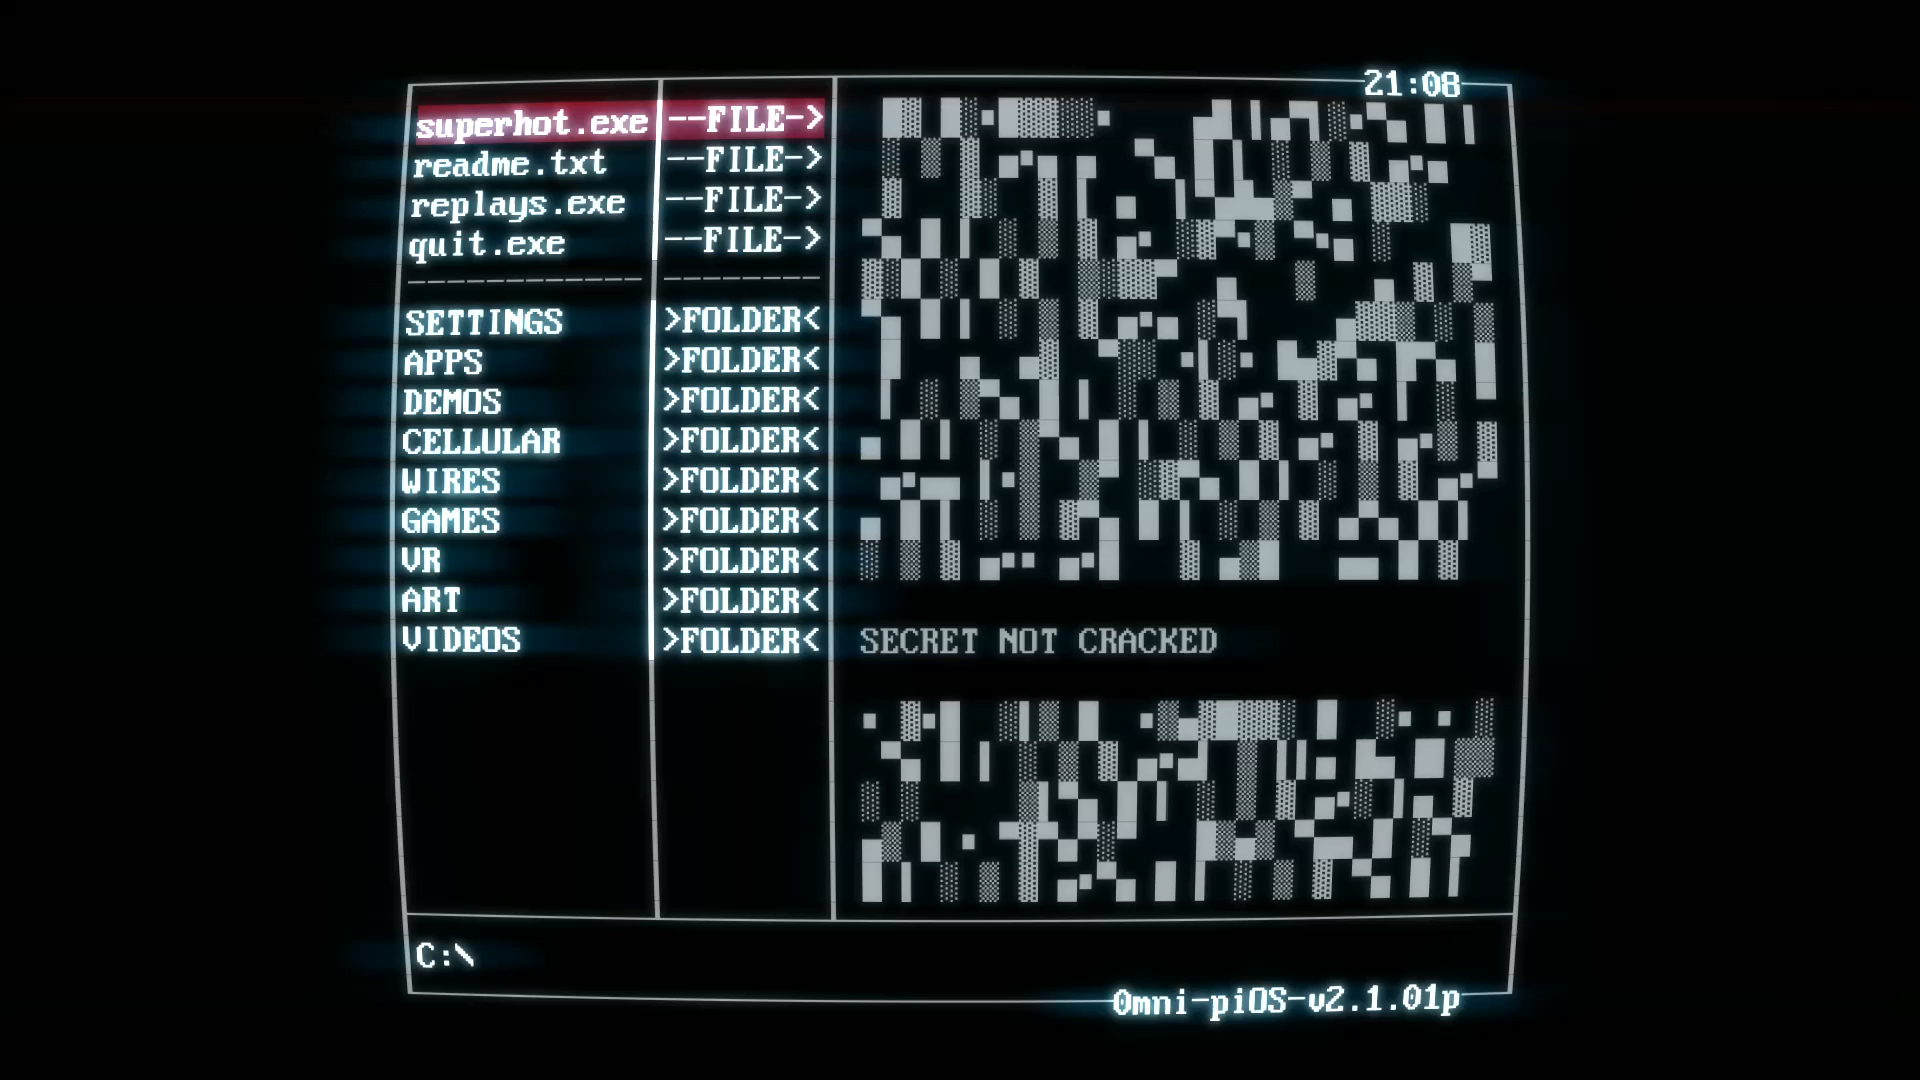 21:08
superhot.exe --FILE->
readme.txt --FILE->
replays.exe --FILE->
quit.exe --FILE->
SETTINGS >FOLDER<
APPS >FOLDER<
DEMOS >FOLDER<
CELLULAR >FOLDER<
WIRES >FOLDER<
GAMES >FOLDER<
VR >FOLDER<
ART >FOLDER<
VIDEOS >FOLDER<
SECRET NOT CRACKED
C:\
0mni-piOS-v2.1.01p